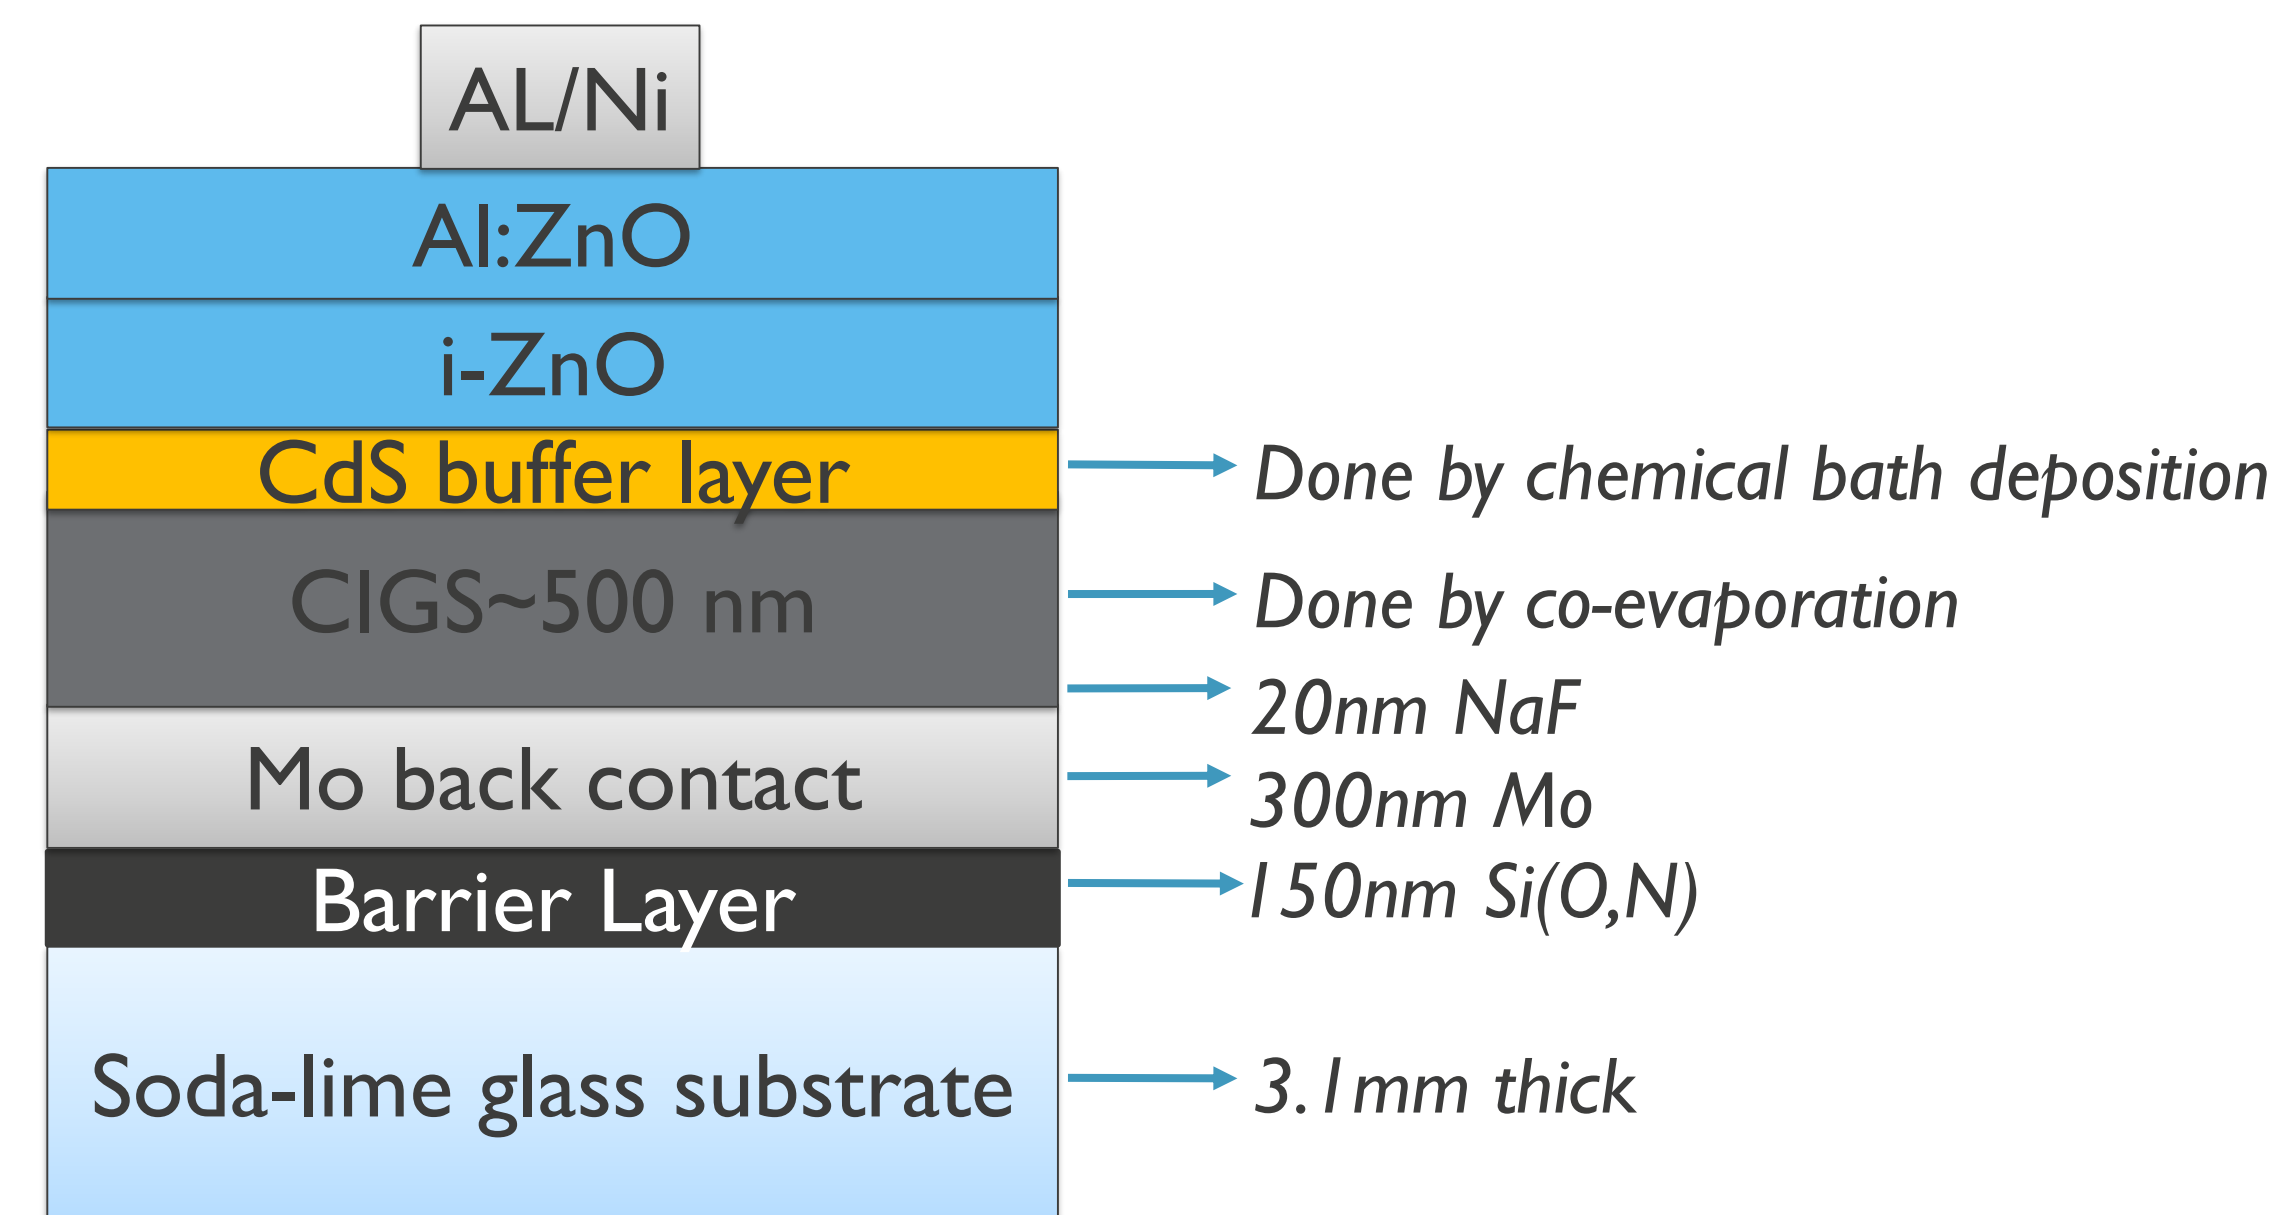 AL/Ni
Al:ZnO
i-ZnO
CdS buffer layer
Done by chemical bath deposition
CIGS~500 nm
Done by co-evaporation
20nm NaF
Mo back contact
300nm Mo
Barrier Layer
150nm Si(O,N)
Soda-lime glass substrate
3.1mm thick